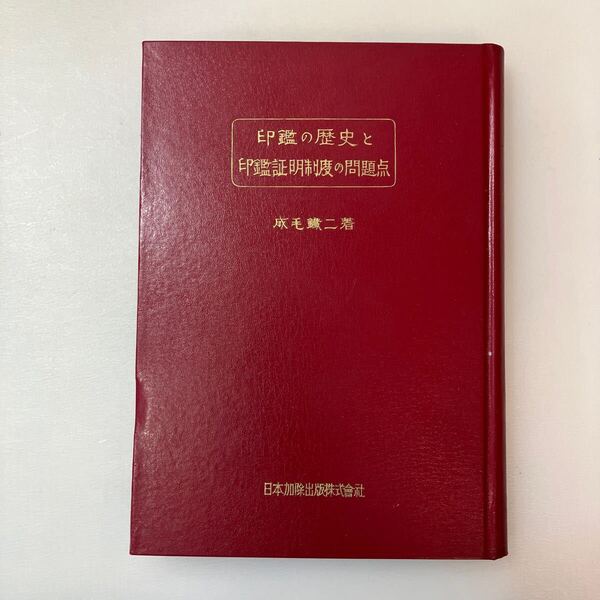 印鑑の歴史と
印鑑証明制度の問題点
成毛鐵二著
日本加除出版株式會社